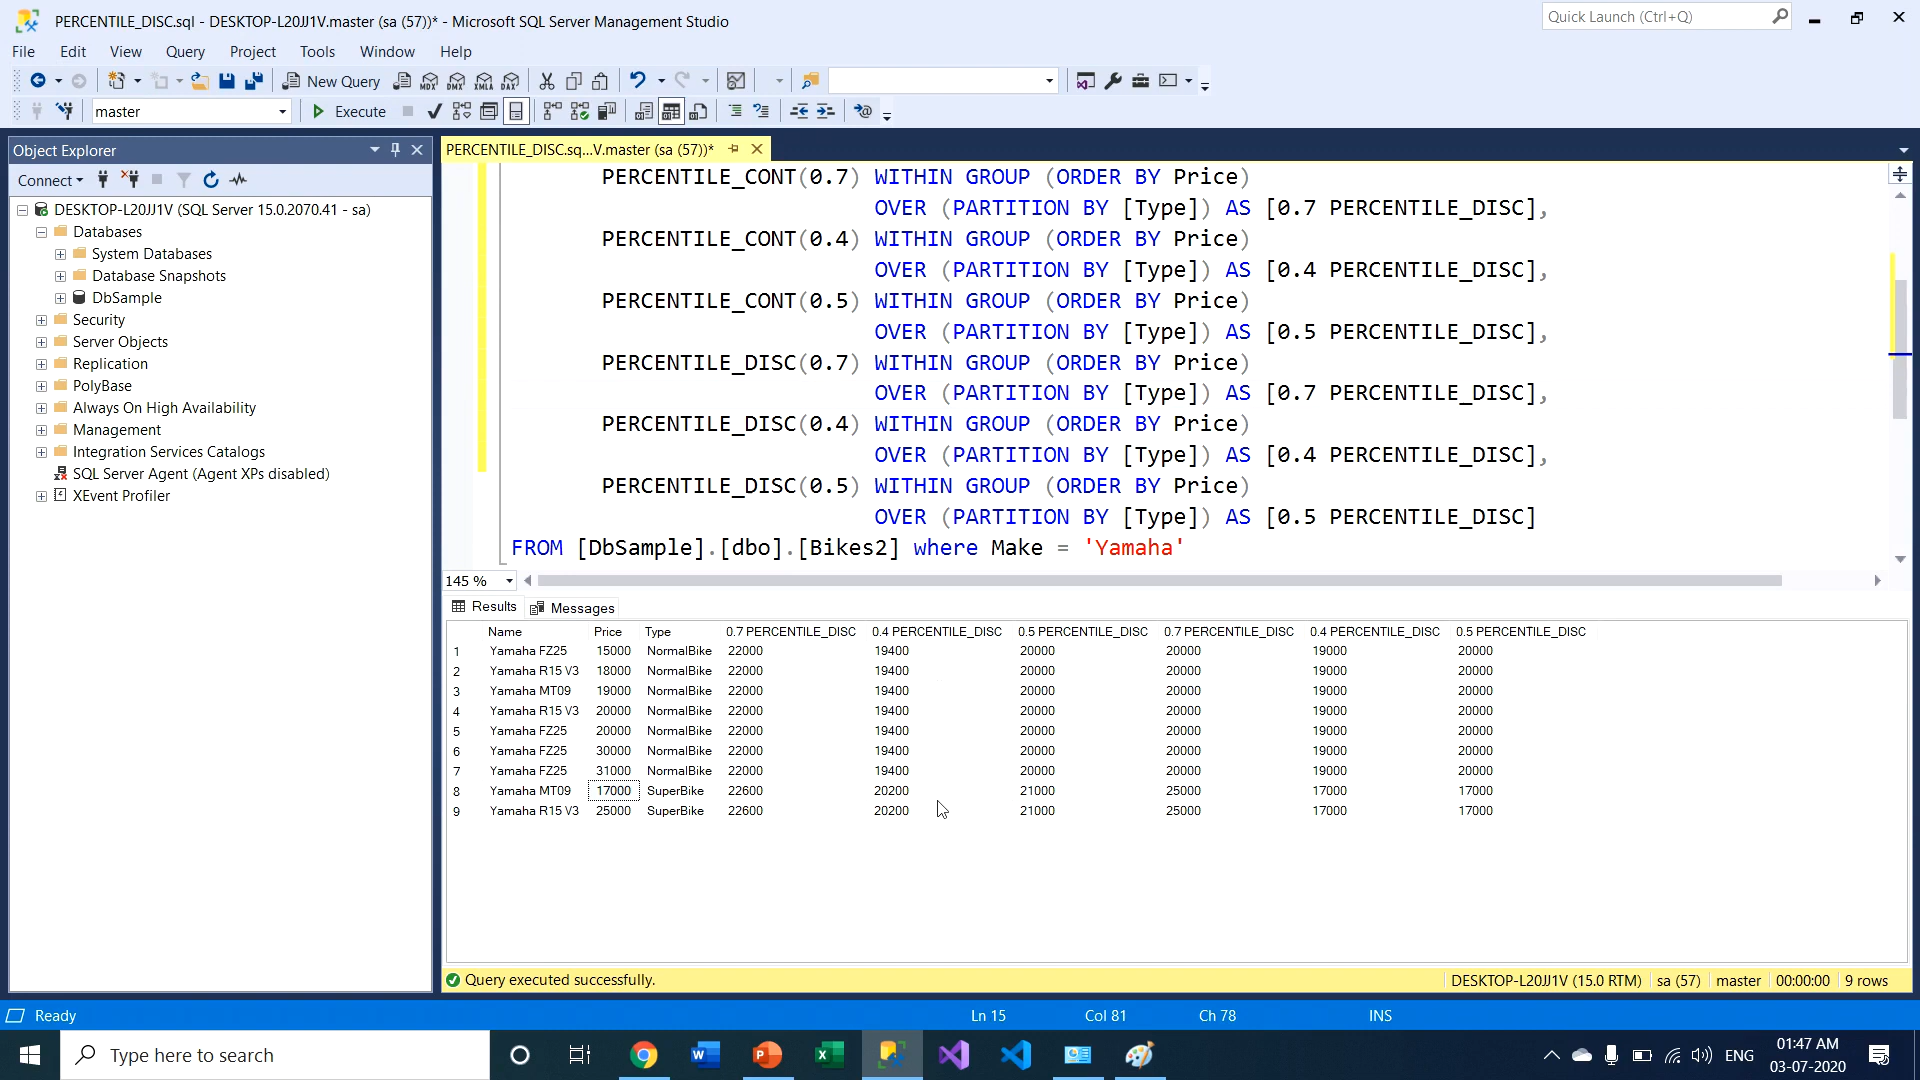 PERCENTILE_DISC.sql - DESKTOP-L20JJ1V.master (sa (57))* - Microsoft SQL Server Management Studio
Quick Launch (Ctrl+Q)
File Edit View Query Project Tools Window Help
New Query MDX DMX XMLA DAX
master Execute
Object Explorer
Connect
DESKTOP-L20JJ1V (SQL Server 15.0.2070.41 - sa)
Databases
System Databases
Database Snapshots
DbSample
Security
Server Objects
Replication
PolyBase
Always On High Availability
Management
Integration Services Catalogs
SQL Server Agent (Agent XPs disabled)
XEvent Profiler
PERCENTILE_DISC.sq...V.master (sa (57))*
PERCENTILE_CONT(0.7) WITHIN GROUP (ORDER BY Price)
OVER (PARTITION BY [Type]) AS [0.7 PERCENTILE_DISC],
PERCENTILE_CONT(0.4) WITHIN GROUP (ORDER BY Price)
OVER (PARTITION BY [Type]) AS [0.4 PERCENTILE_DISC],
PERCENTILE_CONT(0.5) WITHIN GROUP (ORDER BY Price)
OVER (PARTITION BY [Type]) AS [0.5 PERCENTILE_DISC],
PERCENTILE_DISC(0.7) WITHIN GROUP (ORDER BY Price)
OVER (PARTITION BY [Type]) AS [0.7 PERCENTILE_DISC],
PERCENTILE_DISC(0.4) WITHIN GROUP (ORDER BY Price)
OVER (PARTITION BY [Type]) AS [0.4 PERCENTILE_DISC],
PERCENTILE_DISC(0.5) WITHIN GROUP (ORDER BY Price)
OVER (PARTITION BY [Type]) AS [0.5 PERCENTILE_DISC]
FROM [DbSample].[dbo].[Bikes2] where Make = 'Yamaha'
145 %
Results Messages
Name Price Type 0.7 PERCENTILE_DISC 0.4 PERCENTILE_DISC 0.5 PERCENTILE_DISC 0.7 PERCENTILE_DISC 0.4 PERCENTILE_DISC 0.5 PERCENTILE_DISC
1 Yamaha FZ25 15000 NormalBike 22000 19400 20000 20000 19000 20000
2 Yamaha R15 V3 18000 NormalBike 22000 19400 20000 20000 19000 20000
3 Yamaha MT09 19000 NormalBike 22000 19400 20000 20000 19000 20000
4 Yamaha R15 V3 20000 NormalBike 22000 19400 20000 20000 19000 20000
5 Yamaha FZ25 20000 NormalBike 22000 19400 20000 20000 19000 20000
6 Yamaha FZ25 30000 NormalBike 22000 19400 20000 20000 19000 20000
7 Yamaha FZ25 31000 NormalBike 22000 19400 20000 20000 19000 20000
8 Yamaha MT09 17000 SuperBike 22600 20200 21000 25000 17000 17000
9 Yamaha R15 V3 25000 SuperBike 22600 20200 21000 25000 17000 17000
Query executed successfully. DESKTOP-L20JJ1V (15.0 RTM) sa (57) master 00:00:00 9 rows
Ready Ln 15 Col 81 Ch 78 INS
Type here to search
ENG
01:47 AM
03-07-2020